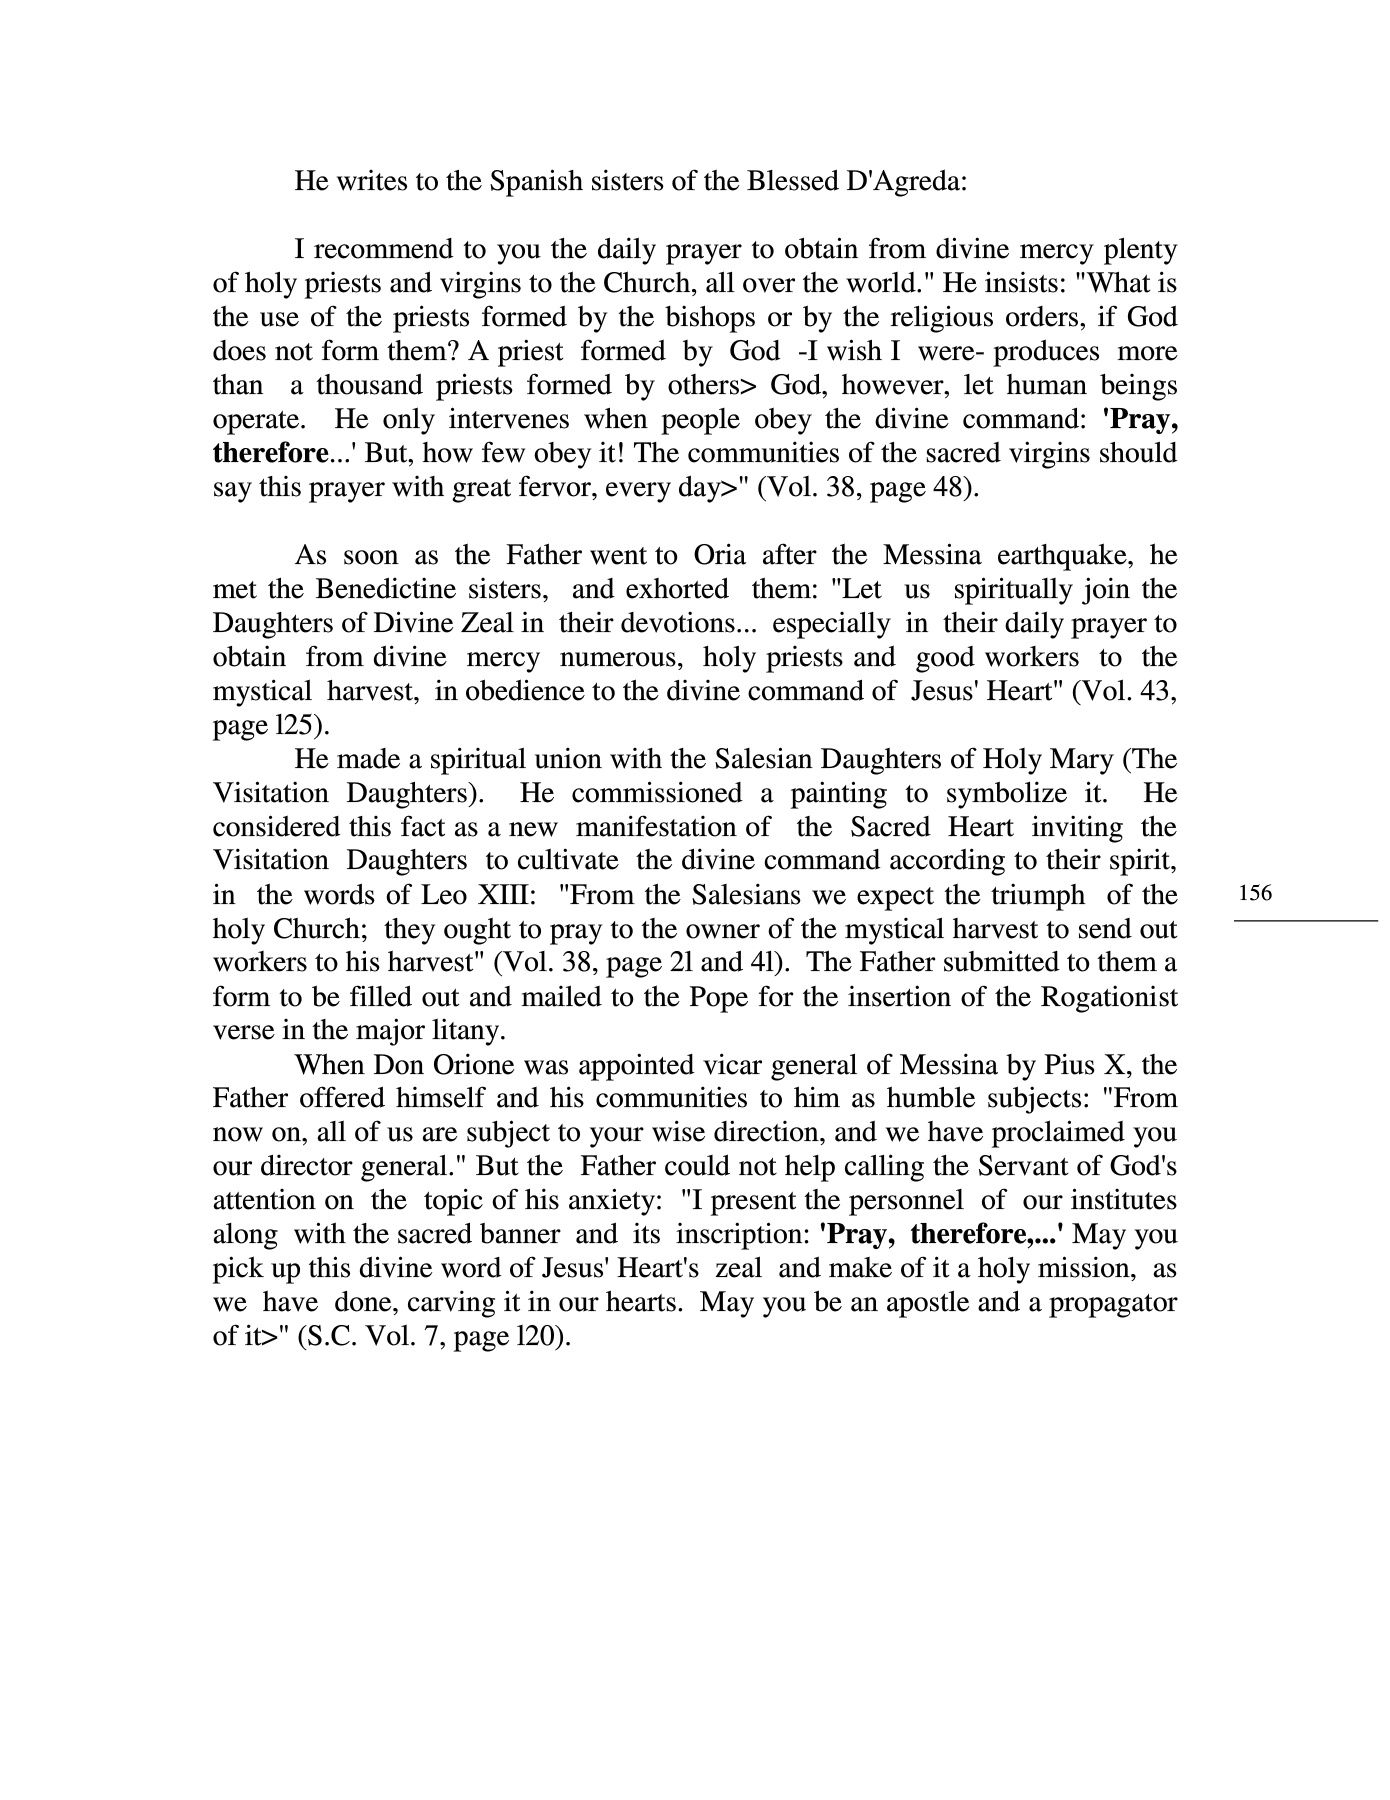 He writes to the Spanish sisters of the Blessed D'Agreda:
I recommend to you the daily prayer to obtain from divine mercy plenty
of holy priests and virgins to the Church, all over the world." He insists: "What is
the use of the priests formed by the bishops or by the religious orders, if God
does not form them? A priest formed by God -I wish I were- produces more
than a thousand priests formed by others> God, however, let human beings
operate. He only intervenes when people obey the divine command: 'Pray,
therefore...' But, how few obey it! The communities of the sacred virgins should
say this prayer with great fervor, every day>" (Vol. 38, page 48).
As soon as the Father went to Oria after the Messina earthquake, he
met the Benedictine sisters, and exhorted them: "Let us spiritually join the
Daughters of Divine Zeal in their devotions... especially in their daily prayer to
obtain from divine mercy numerous, holy priests and good workers to the
mystical harvest, in obedience to the divine command of Jesus' Heart" (Vol. 43,
page l25).
He made a spiritual union with the Salesian Daughters of Holy Mary (The
Visitation Daughters). He commissioned a painting to symbolize it. He
considered this fact as a new manifestation of the Sacred Heart inviting the
Visitation Daughters to cultivate the divine command according to their spirit,
in the words of Leo XIII: "From the Salesians we expect the triumph of the
holy Church; they ought to pray to the owner of the mystical harvest to send out
workers to his harvest" (Vol. 38, page 2l and 4l). The Father submitted to them a
form to be filled out and mailed to the Pope for the insertion of the Rogationist
verse in the major litany.
When Don Orione was appointed vicar general of Messina by Pius X, the
Father offered himself and his communities to him as humble subjects: "From
now on, all of us are subject to your wise direction, and we have proclaimed you
our director general." But the Father could not help calling the Servant of God's
attention on the topic of his anxiety: "I present the personnel of our institutes
along with the sacred banner and its inscription: 'Pray, therefore,...' May you
pick up this divine word of Jesus' Heart's zeal and make of it a holy mission, as
we have done, carving it in our hearts. May you be an apostle and a propagator
of it>" (S.C. Vol. 7, page l20).
156